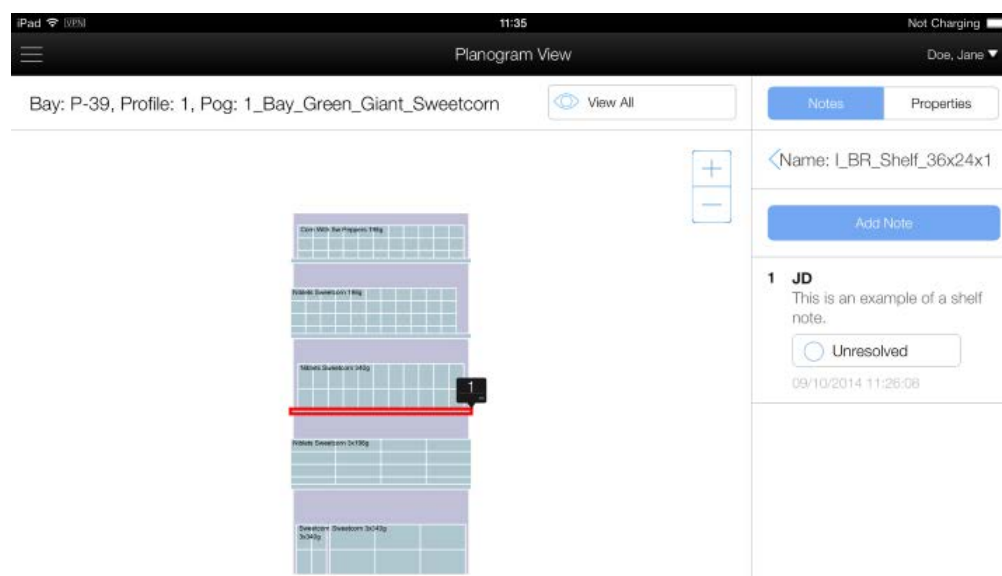 iPad VPN 11:35 Not Charging
Planogram View Doe, Jane
Bay: P-39, Profile: 1, Pog: 1_Bay_Green_Giant_Sweetcorn
View All
Notes Properties
Name: I_BR_Shelf_36x24x1
Add Note
1 JD
This is an example of a shelf
note.
Unresolved
09/10/2014 11:26:08
Corn With Sw Peppers 198g
Niblets Sweetcorn 198g
Niblets Sweetcorn 340g
1
Niblets Sweetcorn 3x198g
Sweetcorn
3x340g
Sweetcorn 3x340g